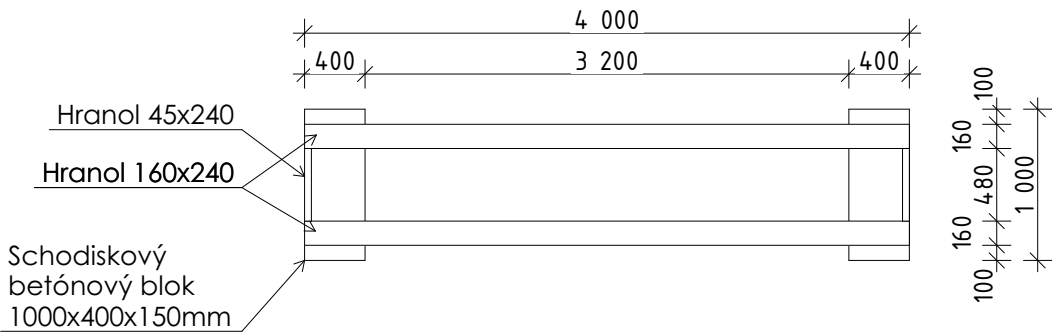 4 000
400
3 200
400
100
160
480
160
100
1 000
Hranol 45x240
Hranol 160x240
Schodiskový
betónový blok
1000x400x150mm